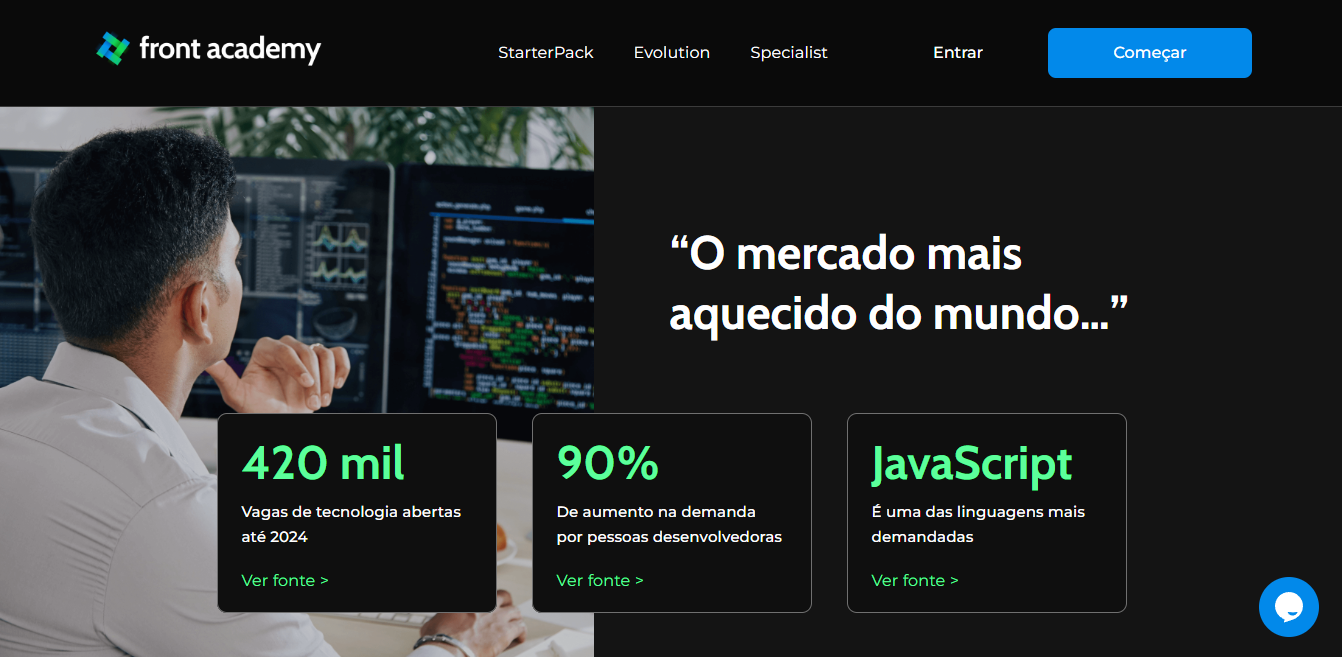 front academy
StarterPack
Evolution
Specialist
Entrar
Começar
“O mercado mais
aquecido do mundo...”
420 mil
Vagas de tecnologia abertas
até 2024
Ver fonte >
90%
De aumento na demanda
por pessoas desenvolvedoras
Ver fonte >
JavaScript
É uma das linguagens mais
demandadas
Ver fonte >